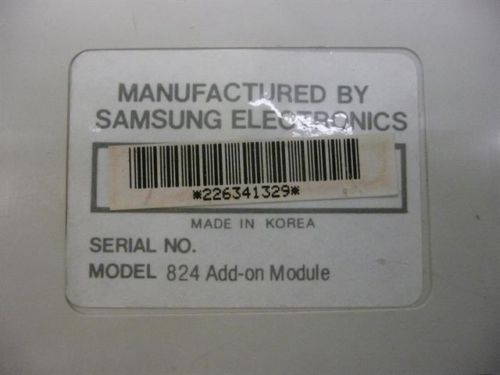 MANUFACTURED BY
SAMSUNG ELECTRONICS
*226341329*
MADE IN KOREA
SERIAL NO.
MODEL 824 Add-on Module